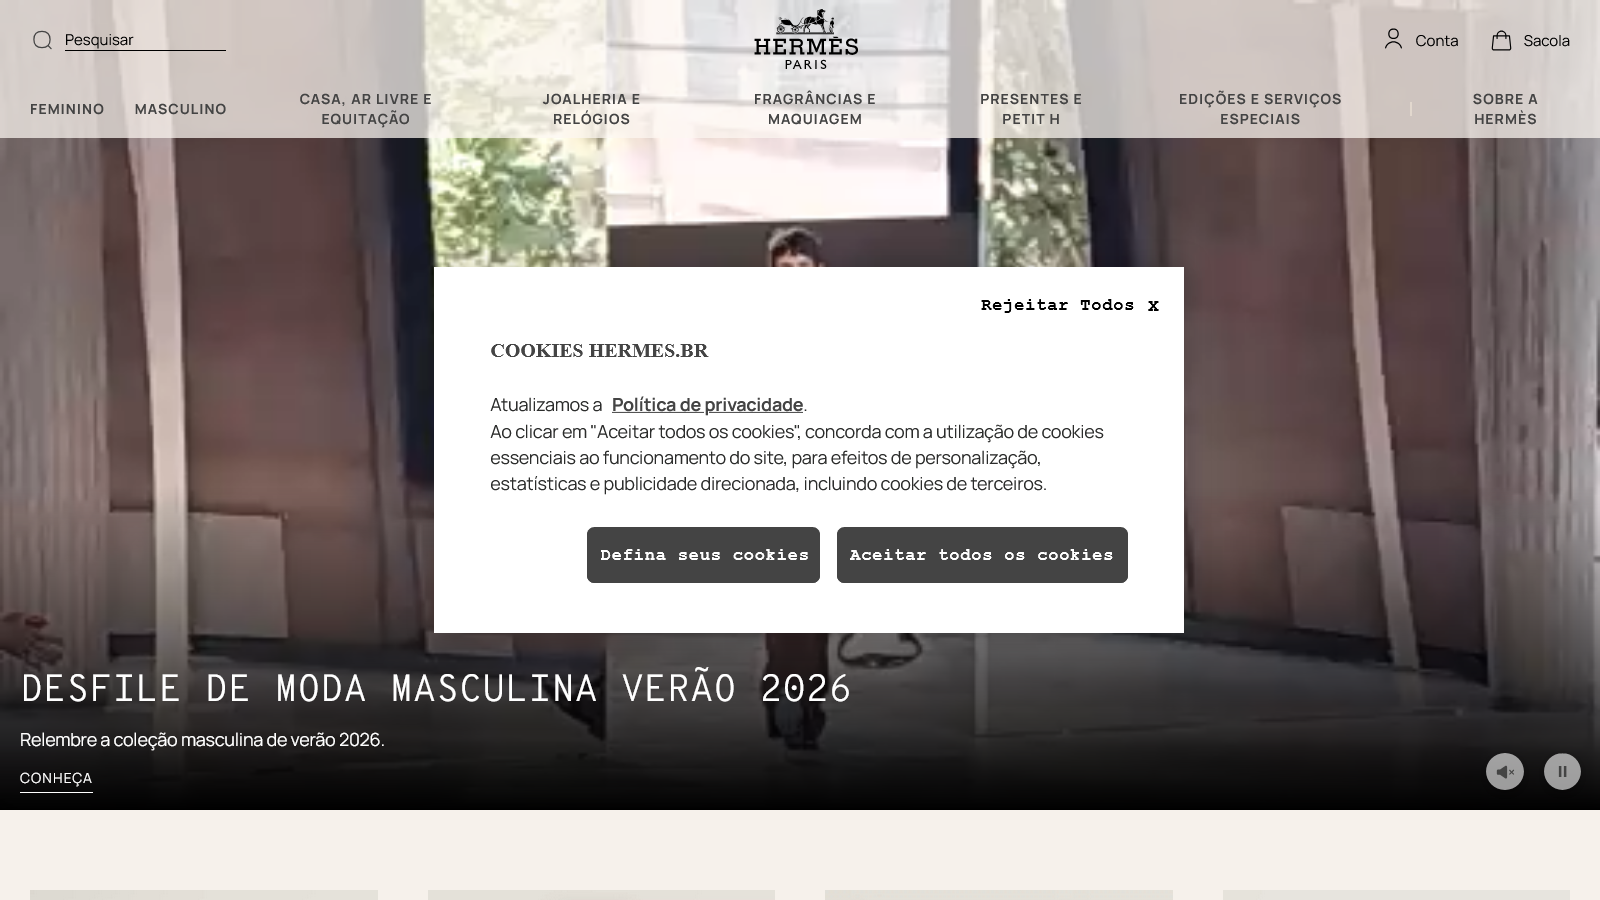 Pesquisar
HERMÈS
PARIS
Conta
Sacola
FEMININO
MASCULINO
CASA, AR LIVRE E
EQUITAÇÃO
JOALHERIA E
RELÓGIOS
FRAGRÂNCIAS E
MAQUIAGEM
PRESENTES E
PETIT H
EDIÇÕES E SERVIÇOS
ESPECIAIS
SOBRE A
HERMÈS
Rejeitar Todos x
COOKIES HERMES.BR
Atualizamos a Política de privacidade.
Ao clicar em "Aceitar todos os cookies", concorda com a utilização de cookies
essenciais ao funcionamento do site, para efeitos de personalização,
estatísticas e publicidade direcionada, incluindo cookies de terceiros.
Defina seus cookies
Aceitar todos os cookies
DESFILE DE MODA MASCULINA VERÃO 2026
Relembre a coleção masculina de verão 2026.
CONHEÇA